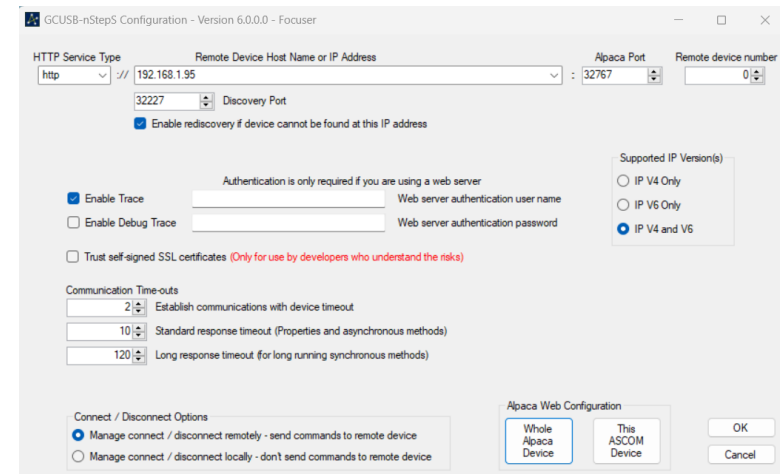 GCUSB-nStepS Configuration - Version 6.0.0.0 - Focuser
HTTP Service Type Remote Device Host Name or IP Address Alpaca Port Remote device number
http :// 192.168.1.95 : 32767 0
32227 Discovery Port
Enable rediscovery if device cannot be found at this IP address
Supported IP Version(s)
Authentication is only required if you are using a web server
IP V4 Only
Enable Trace Web server authentication user name
IP V6 Only
Enable Debug Trace Web server authentication password
IP V4 and V6
Trust self-signed SSL certificates (Only for use by developers who understand the risks)
Communication Time-outs
2 Establish communications with device timeout
10 Standard response timeout (Properties and asynchronous methods)
120 Long response timeout (for long running synchronous methods)
Connect / Disconnect Options
Manage connect / disconnect remotely - send commands to remote device
Manage connect / disconnect locally - don't send commands to remote device
Alpaca Web Configuration
Whole
Alpaca
Device
This
ASCOM
Device
OK
Cancel